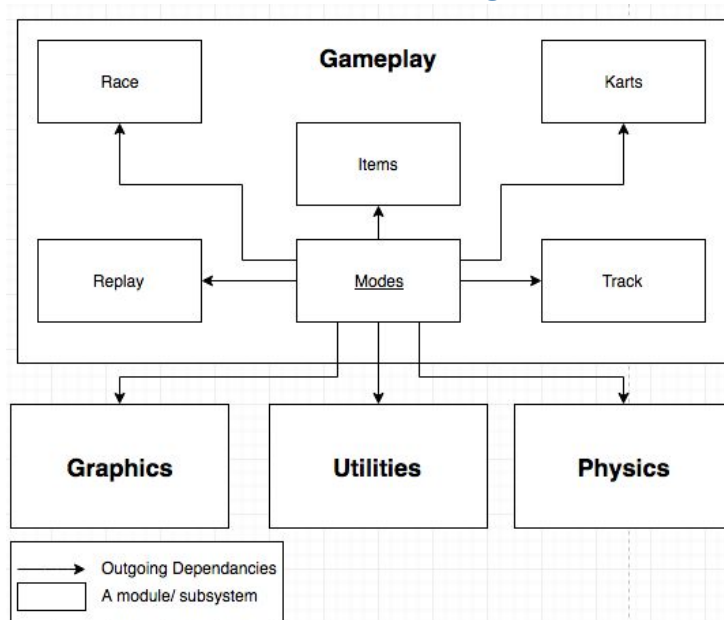 Gameplay
Race
Karts
Items
Replay
Modes
Track
Graphics
Utilities
Physics
Outgoing Dependancies
A module/ subsystem